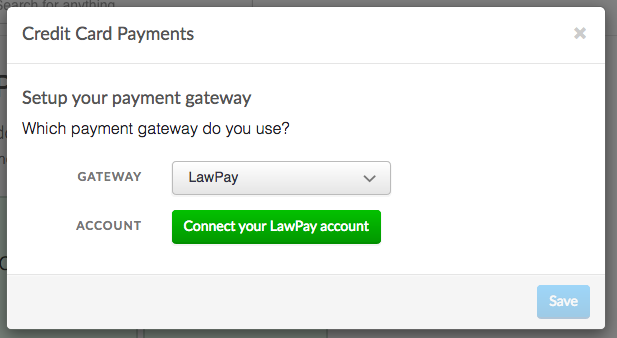 Search for anything
Credit Card Payments
×
Setup your payment gateway
Which payment gateway do you use?
GATEWAY LawPay
ACCOUNT Connect your LawPay account
Save